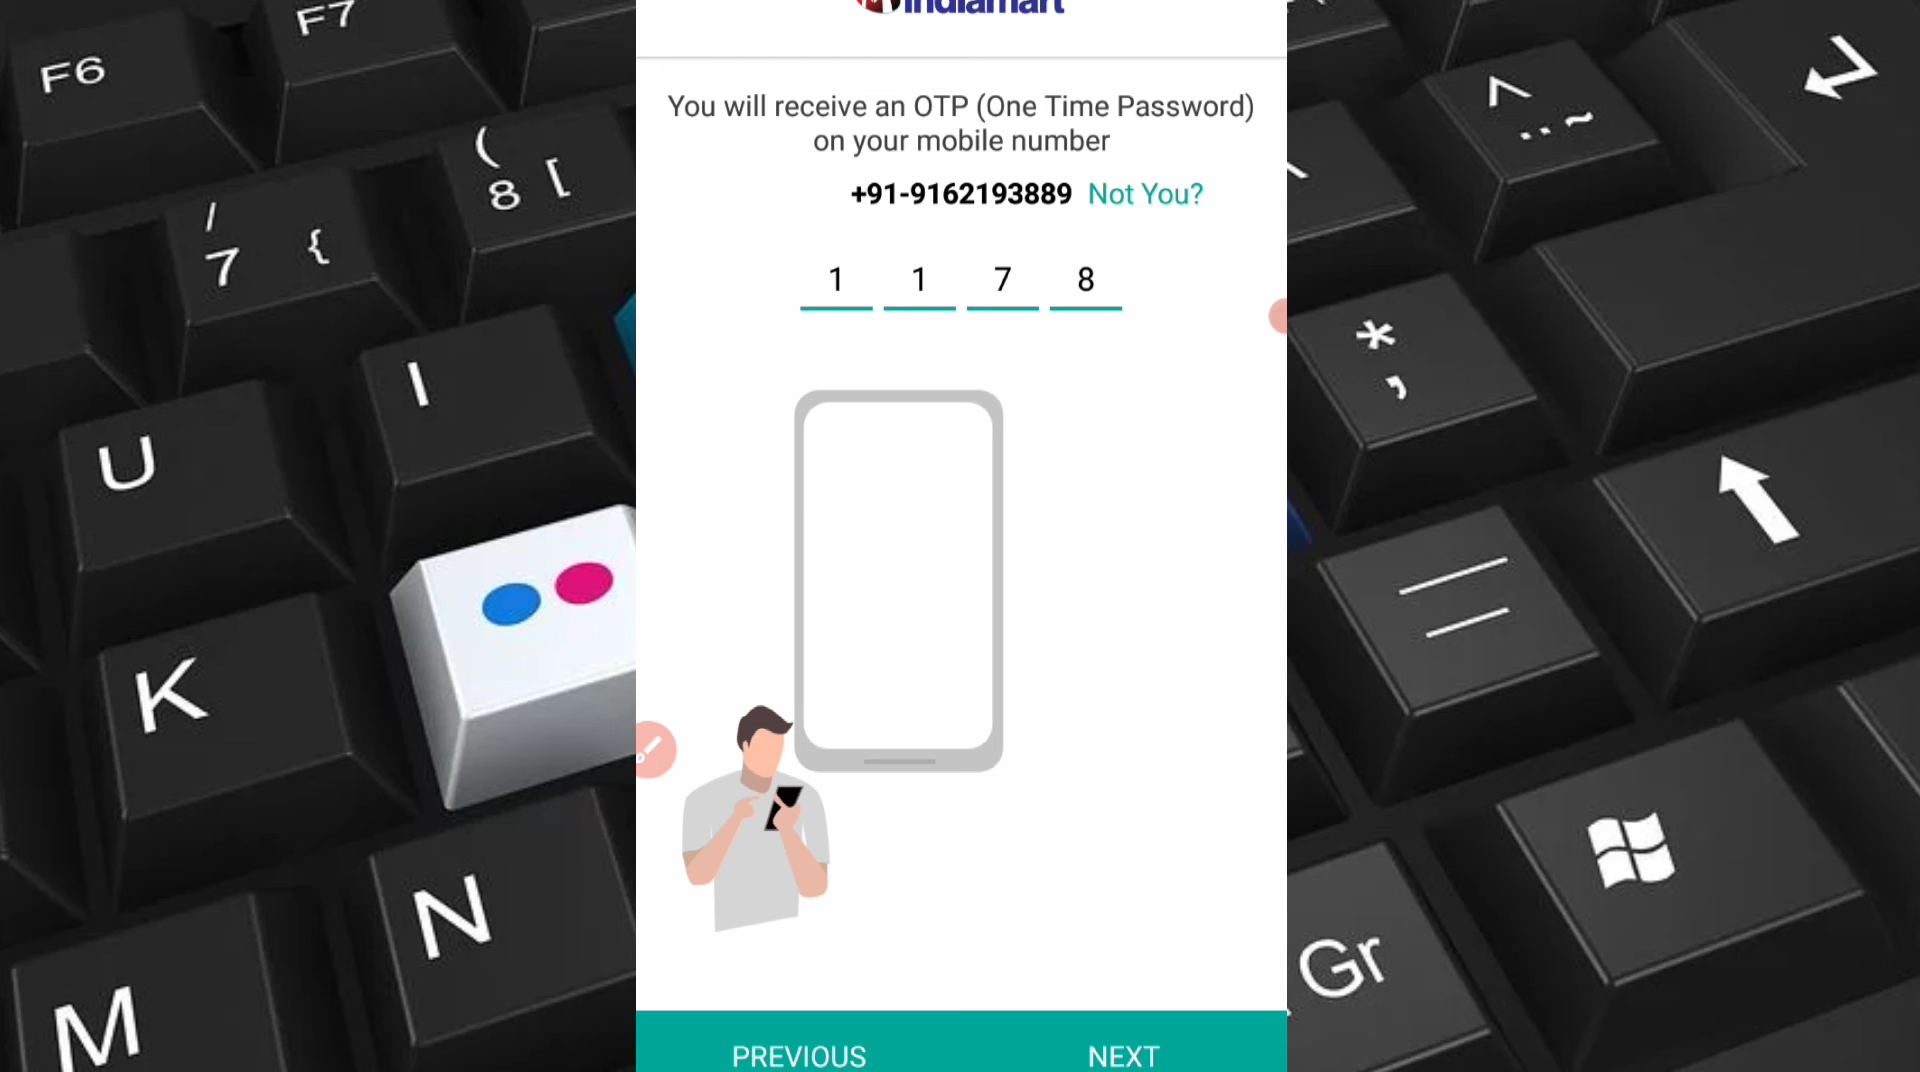 indiamart
You will receive an OTP (One Time Password)
on your mobile number
+91-9162193889 Not You?
1 1 7 8
PREVIOUS NEXT
F6
F7
( 8 [
/ 7 {
I
U
K
N
M
^ ¨ ~
* ,
Gr